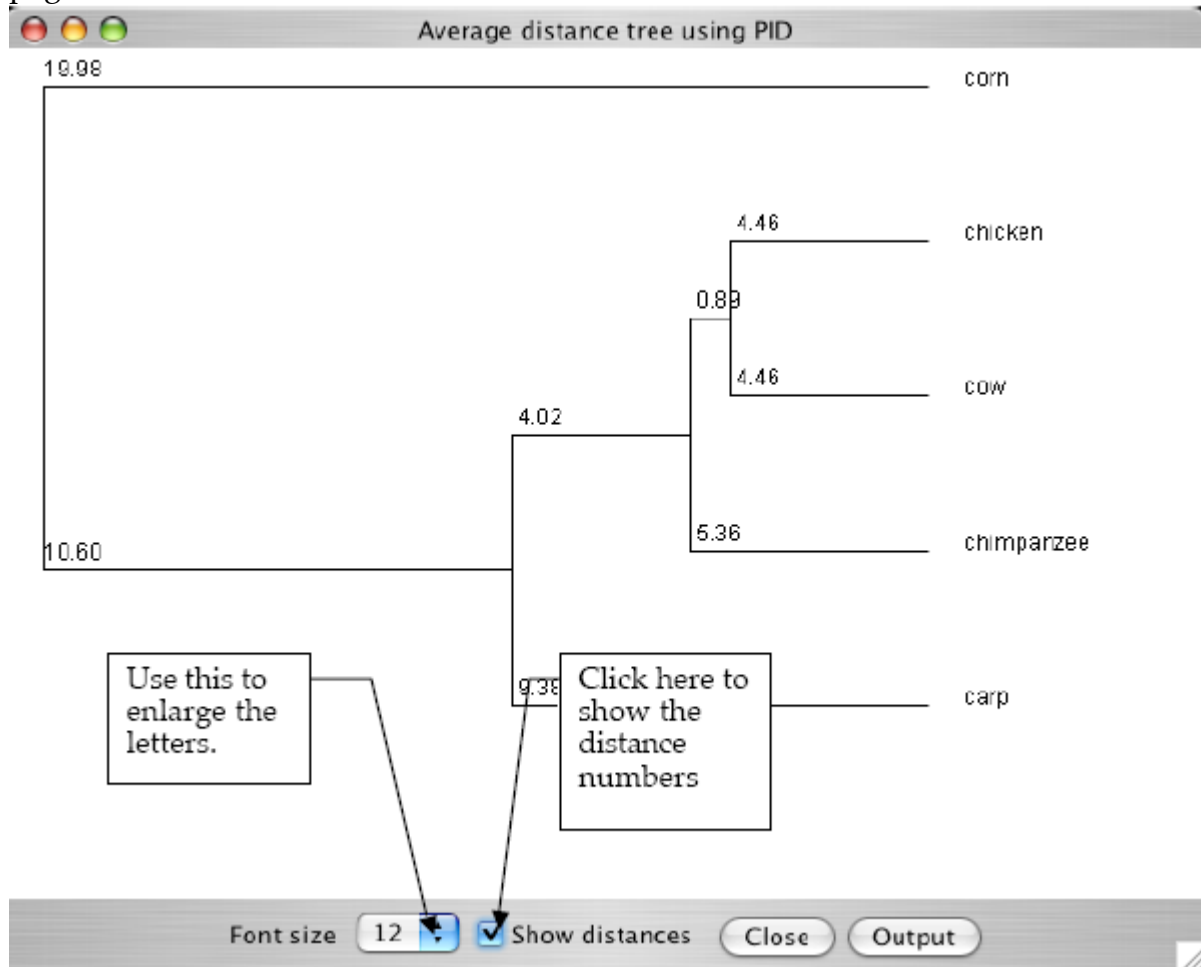 Average distance tree using PID
19.98
corn
4.46
chicken
0.89
4.46
cow
4.02
5.36
chimpanzee
10.60
9.38
carp
Use this to
enlarge the
letters.
Click here to
show the
distance
numbers
Font size 12 Show distances Close Output